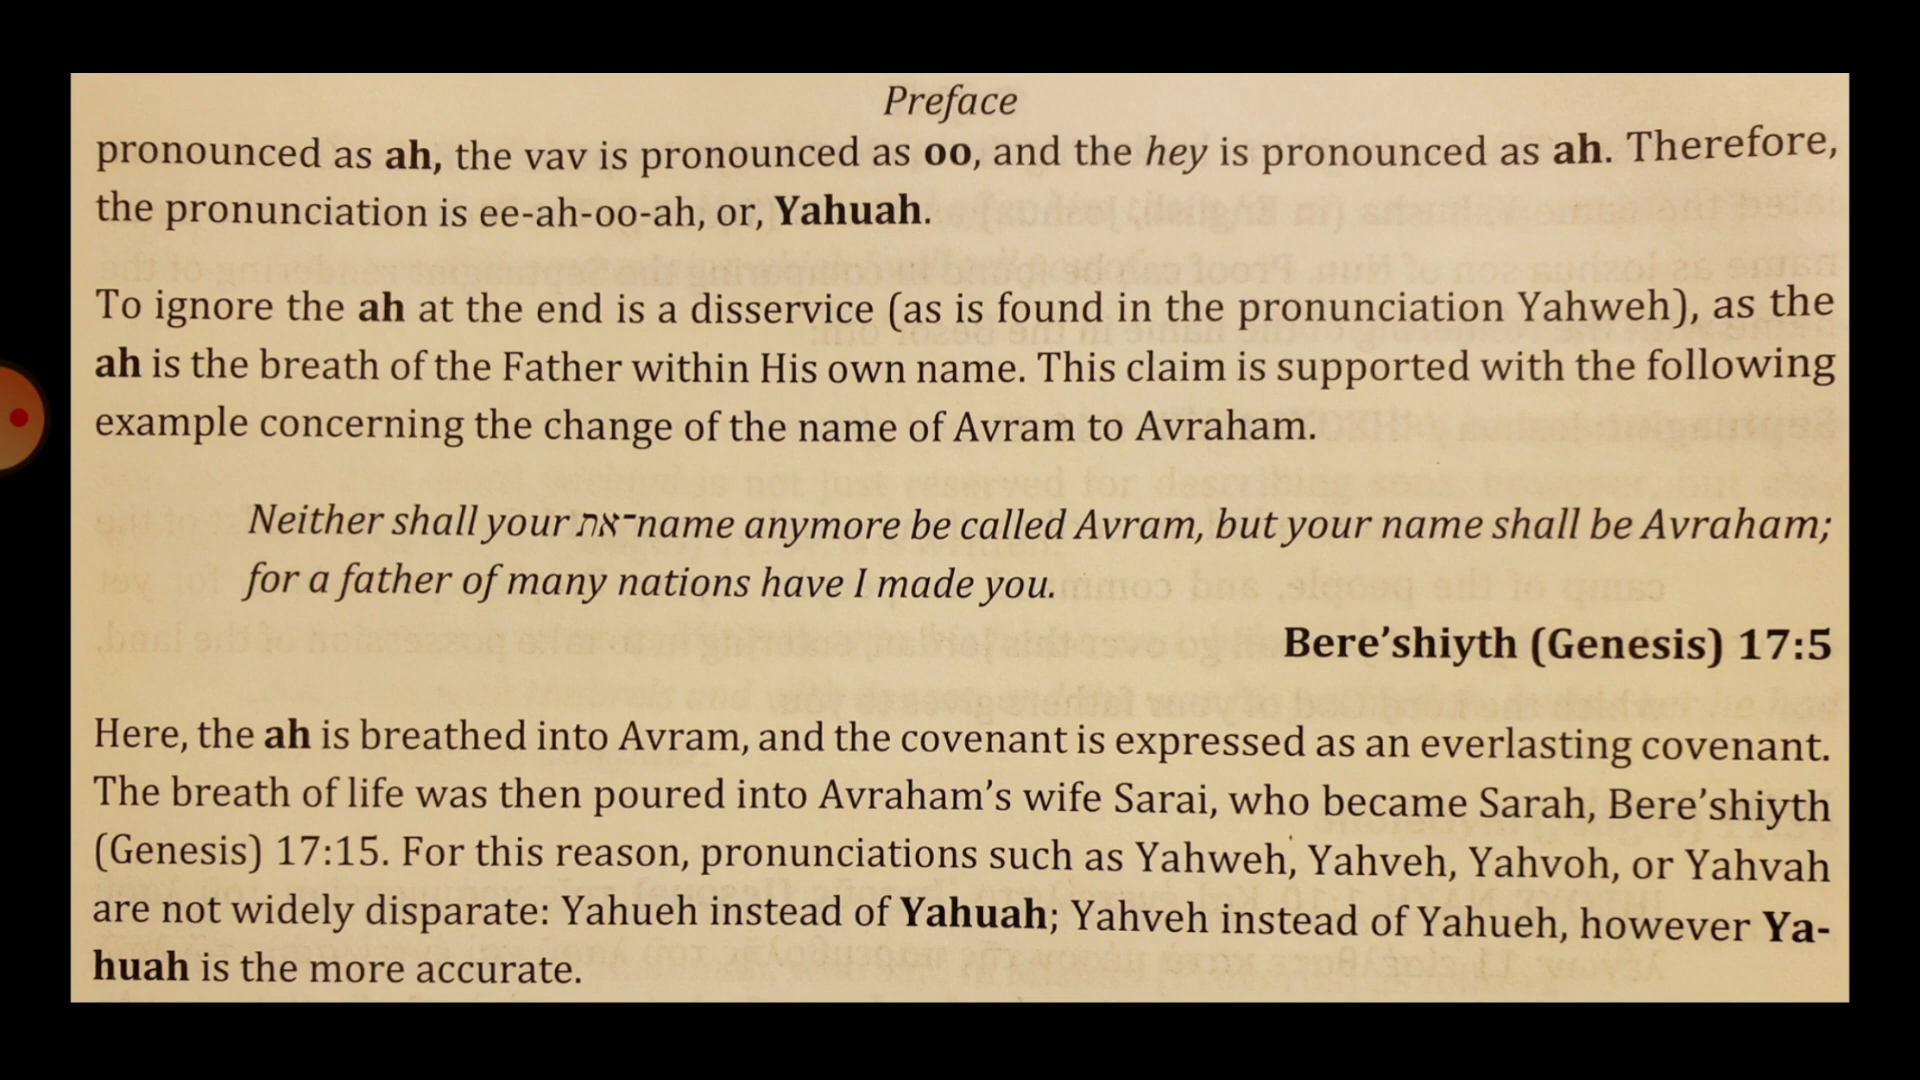 Preface
pronounced as ah, the vav is pronounced as oo, and the hey is pronounced as ah. Therefore,
the pronunciation is ee-ah-oo-ah, or, Yahuah.
To ignore the ah at the end is a disservice (as is found in the pronunciation Yahweh), as the
ah is the breath of the Father within His own name. This claim is supported with the following
example concerning the change of the name of Avram to Avraham.
Neither shall your את־name anymore be called Avram, but your name shall be Avraham;
for a father of many nations have I made you.
Bere’shiyth (Genesis) 17:5
Here, the ah is breathed into Avram, and the covenant is expressed as an everlasting covenant.
The breath of life was then poured into Avraham’s wife Sarai, who became Sarah, Bere’shiyth
(Genesis) 17:15. For this reason, pronunciations such as Yahweh, Yahveh, Yahvoh, or Yahvah
are not widely disparate: Yahueh instead of Yahuah; Yahveh instead of Yahueh, however Ya-
huah is the more accurate.